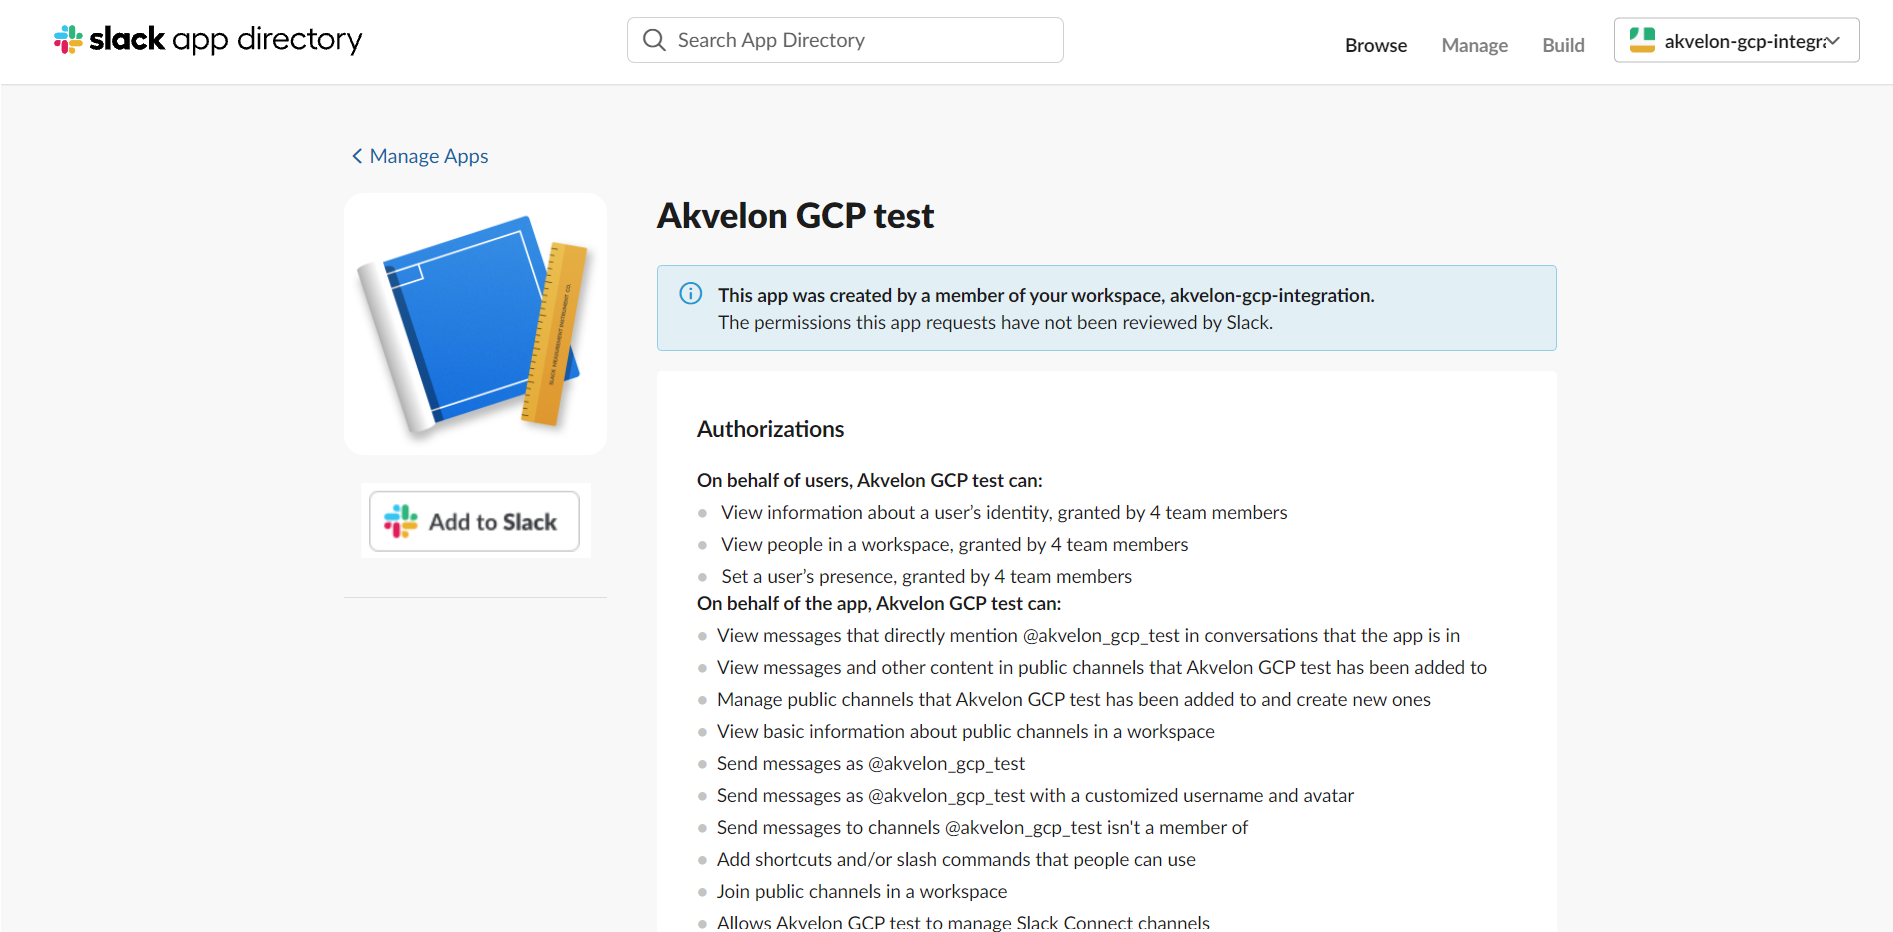 slack app directory
Search App Directory
Browse
Manage
Build
akvelon-gcp-integra
Manage Apps
Akvelon GCP test
This app was created by a member of your workspace, akvelon-gcp-integration.
The permissions this app requests have not been reviewed by Slack.
SLACK MEASUREMENT INSTRUMENT CO.
Add to Slack
Authorizations
On behalf of users, Akvelon GCP test can:
View information about a user’s identity, granted by 4 team members
View people in a workspace, granted by 4 team members
Set a user’s presence, granted by 4 team members
On behalf of the app, Akvelon GCP test can:
View messages that directly mention @akvelon_gcp_test in conversations that the app is in
View messages and other content in public channels that Akvelon GCP test has been added to
Manage public channels that Akvelon GCP test has been added to and create new ones
View basic information about public channels in a workspace
Send messages as @akvelon_gcp_test
Send messages as @akvelon_gcp_test with a customized username and avatar
Send messages to channels @akvelon_gcp_test isn't a member of
Add shortcuts and/or slash commands that people can use
Join public channels in a workspace
Allows Akvelon GCP test to manage Slack Connect channels